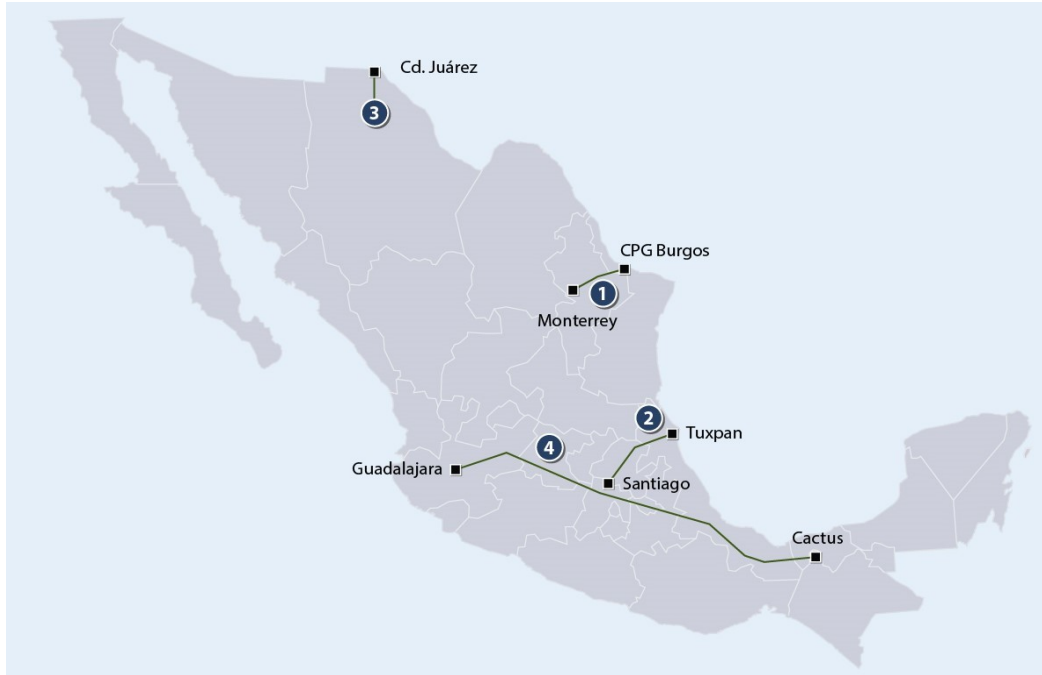 Cd. Juárez
3
CPG Burgos
1
Monterrey
2
Tuxpan
4
Guadalajara
Santiago
Cactus